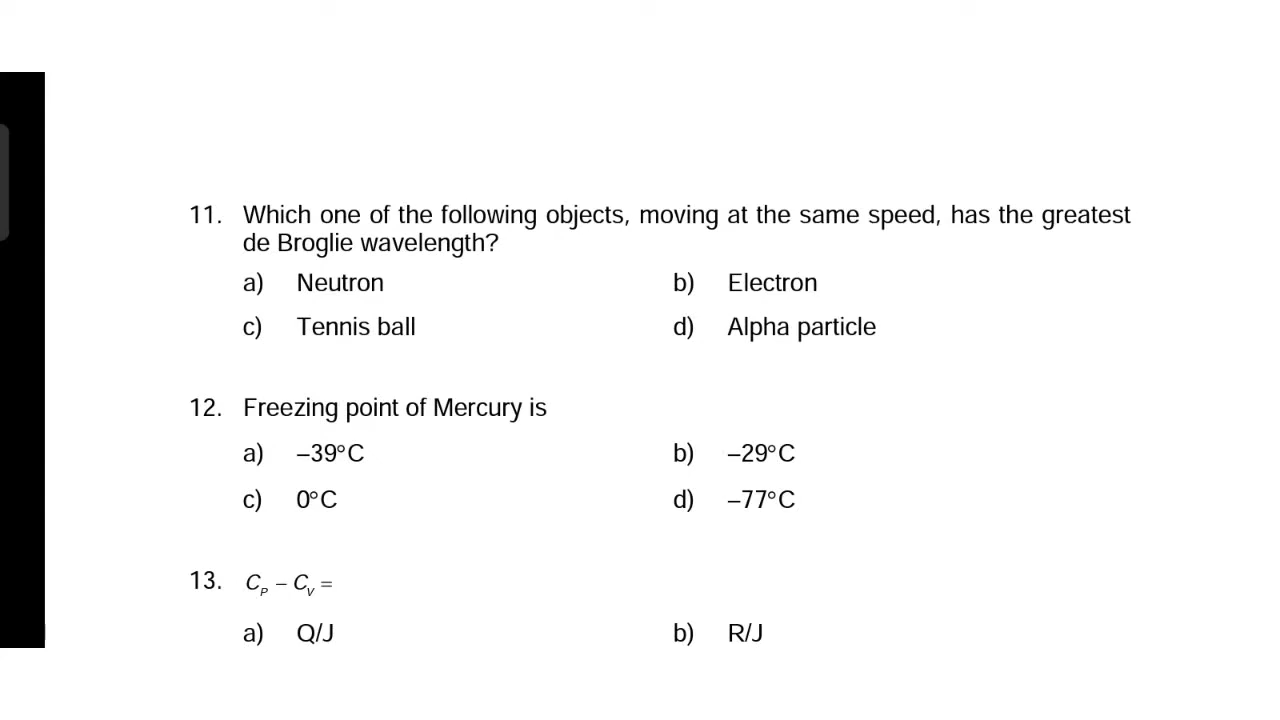 11. Which one of the following objects, moving at the same speed, has the greatest
de Broglie wavelength?
a) Neutron b) Electron
c) Tennis ball d) Alpha particle
12. Freezing point of Mercury is
a) –39°C b) –29°C
c) 0°C d) –77°C
13. C_P – C_V =
a) Q/J b) R/J